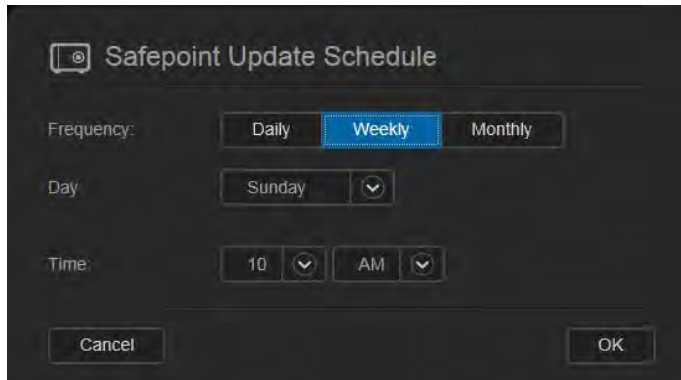 Safepoint Update Schedule
Frequency: Daily Weekly Monthly
Day Sunday
Time: 10 AM
Cancel OK